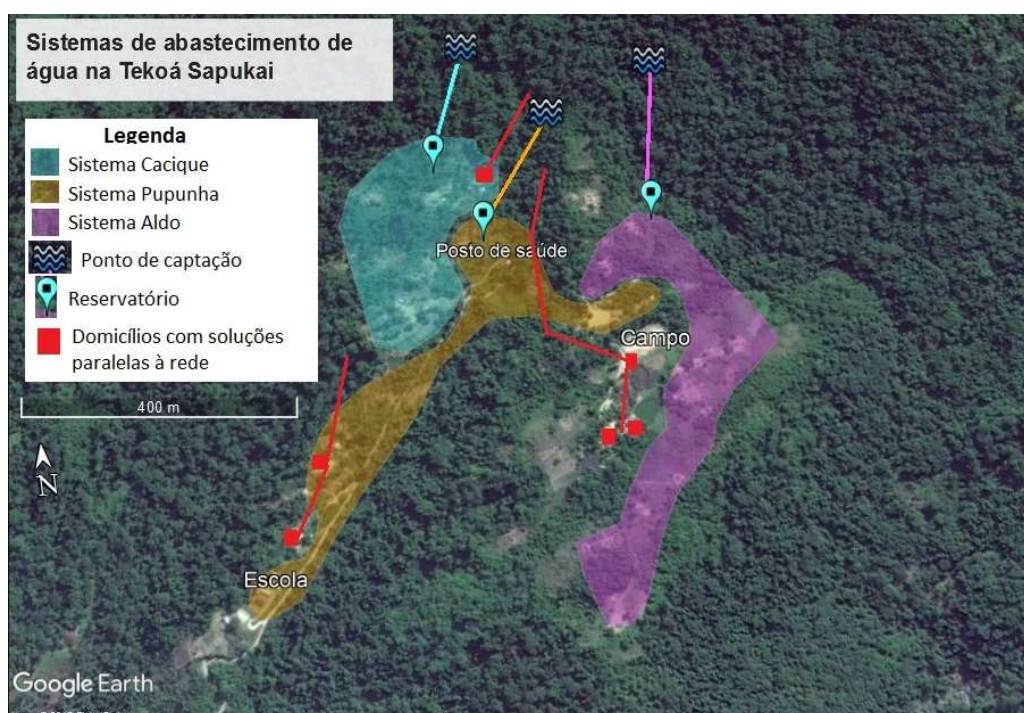 Sistemas de abastecimento de
água na Tekoá Sapukai
Legenda
Sistema Cacique
Sistema Pupunha
Sistema Aldo
Ponto de captação
Reservatório
Domicílios com soluções
paralelas à rede
400 m
N
Posto de saúde
Campo
Escola
Google Earth